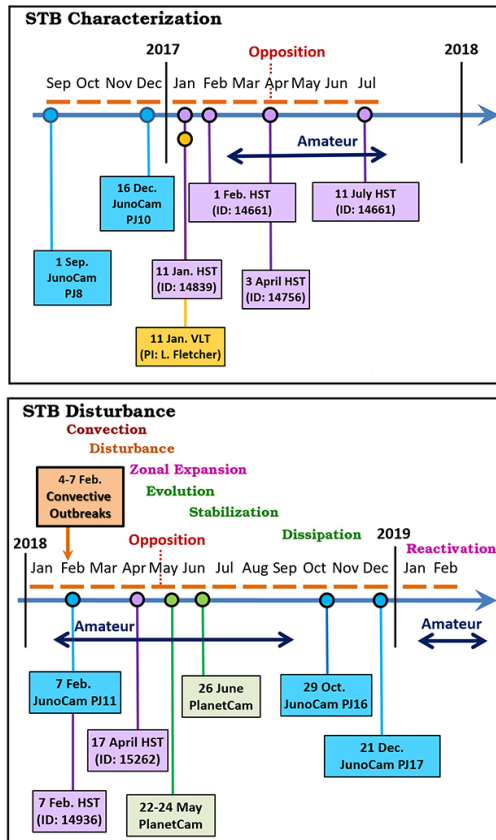 STB Characterization
2017
Opposition
2018
Sep Oct Nov Dec Jan Feb Mar Apr May Jun Jul
Amateur
16 Dec.
JunoCam
PJ10
1 Feb. HST
(ID: 14661)
11 July HST
(ID: 14661)
1 Sep.
JunoCam
PJ8
11 Jan. HST
(ID: 14839)
3 April HST
(ID: 14756)
11 Jan. VLT
(PI: L. Fletcher)
STB Disturbance
Convection
Disturbance
Zonal Expansion
Evolution
Stabilization
Dissipation
Reactivation
4-7 Feb.
Convective
Outbreaks
2018
Opposition
2019
Jan Feb Mar Apr May Jun Jul Aug Sep Oct Nov Dec Jan Feb
Amateur
Amateur
7 Feb.
JunoCam PJ11
26 June
PlanetCam
29 Oct.
JunoCam PJ16
17 April HST
(ID: 15262)
21 Dec.
JunoCam PJ17
7 Feb. HST
(ID: 14936)
22-24 May
PlanetCam